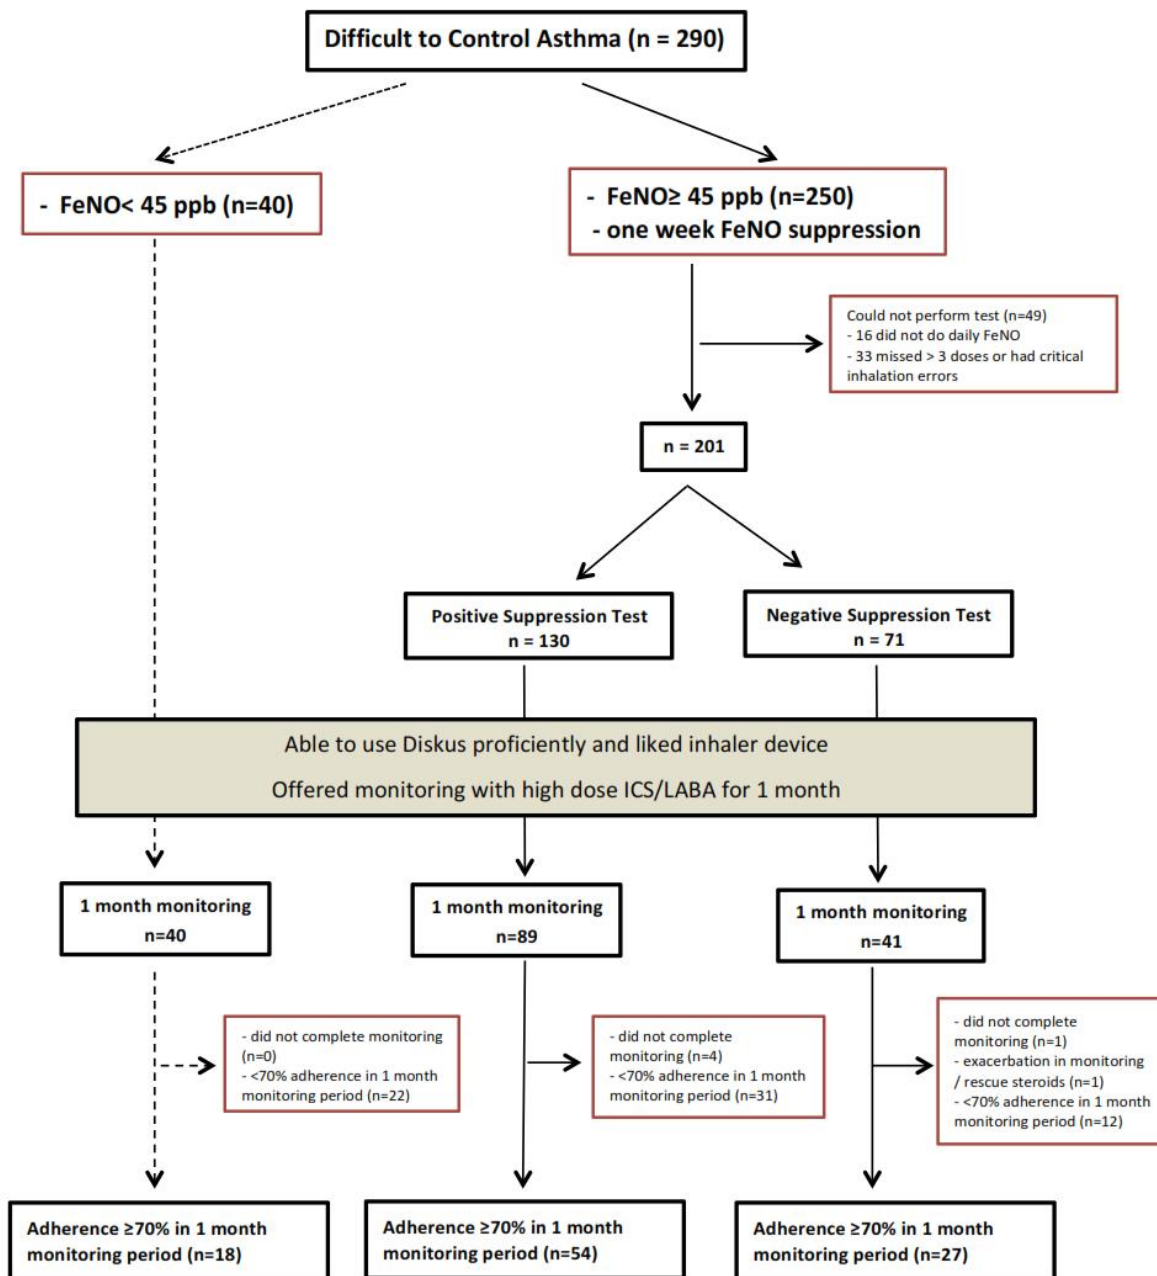 Difficult to Control Asthma (n = 290)
- FeNO< 45 ppb (n=40)
- FeNO≥ 45 ppb (n=250)
- one week FeNO suppression
Could not perform test (n=49)
- 16 did not do daily FeNO
- 33 missed > 3 doses or had critical
inhalation errors
n = 201
Positive Suppression Test
n = 130
Negative Suppression Test
n = 71
Able to use Diskus proficiently and liked inhaler device
Offered monitoring with high dose ICS/LABA for 1 month
1 month monitoring
n=40
1 month monitoring
n=89
1 month monitoring
n=41
- did not complete monitoring
(n=0)
- <70% adherence in 1 month
monitoring period (n=22)
- did not complete
monitoring (n=4)
- <70% adherence in 1 month
monitoring period (n=31)
- did not complete
monitoring (n=1)
- exacerbation in monitoring
/ rescue steroids (n=1)
- <70% adherence in 1 month
monitoring period (n=12)
Adherence ≥70% in 1 month
monitoring period (n=18)
Adherence ≥70% in 1 month
monitoring period (n=54)
Adherence ≥70% in 1 month
monitoring period (n=27)